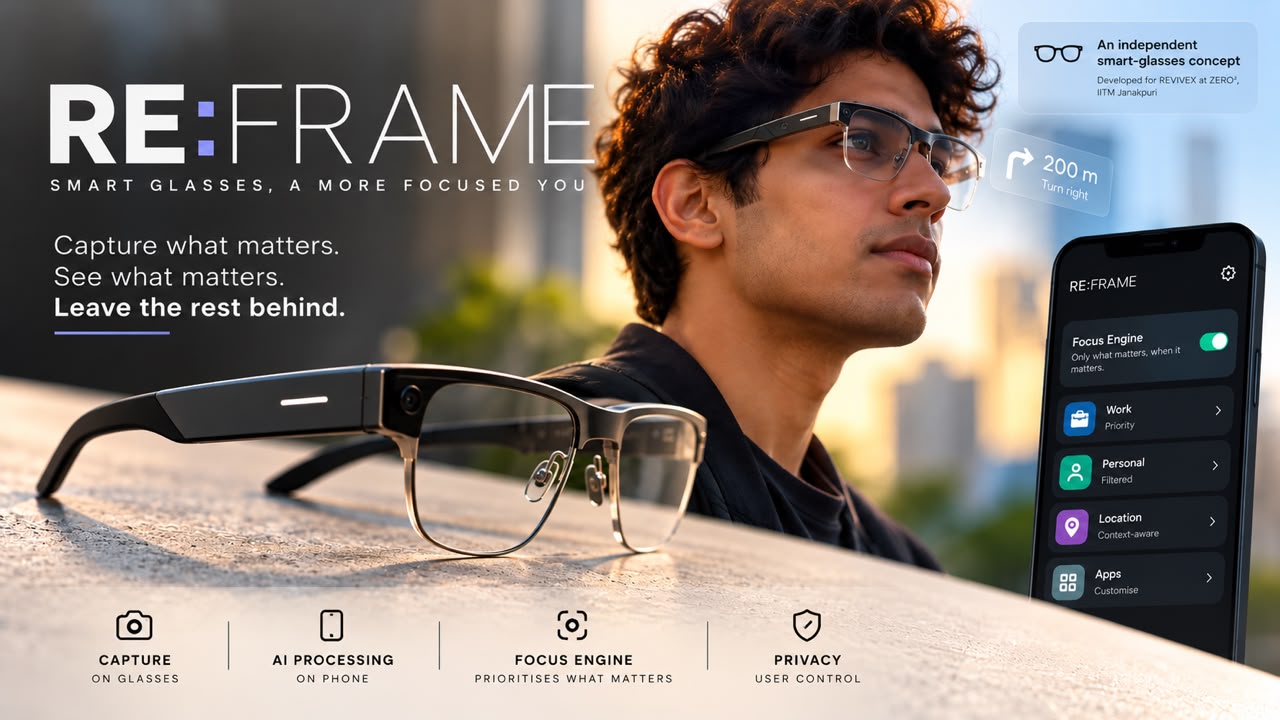 RE:FRAME
SMART GLASSES, A MORE FOCUSED YOU
Capture what matters.
See what matters.
Leave the rest behind.
An independent
smart-glasses concept
Developed for REVIVEX at ZERO²,
IITM Janakpuri
200 m
Turn right
RE:FRAME
Focus Engine
Only what matters, when it
matters.
Work
Priority
Personal
Filtered
Location
Context-aware
Apps
Customise
CAPTURE
ON GLASSES
AI PROCESSING
ON PHONE
FOCUS ENGINE
PRIORITISES WHAT MATTERS
PRIVACY
USER CONTROL